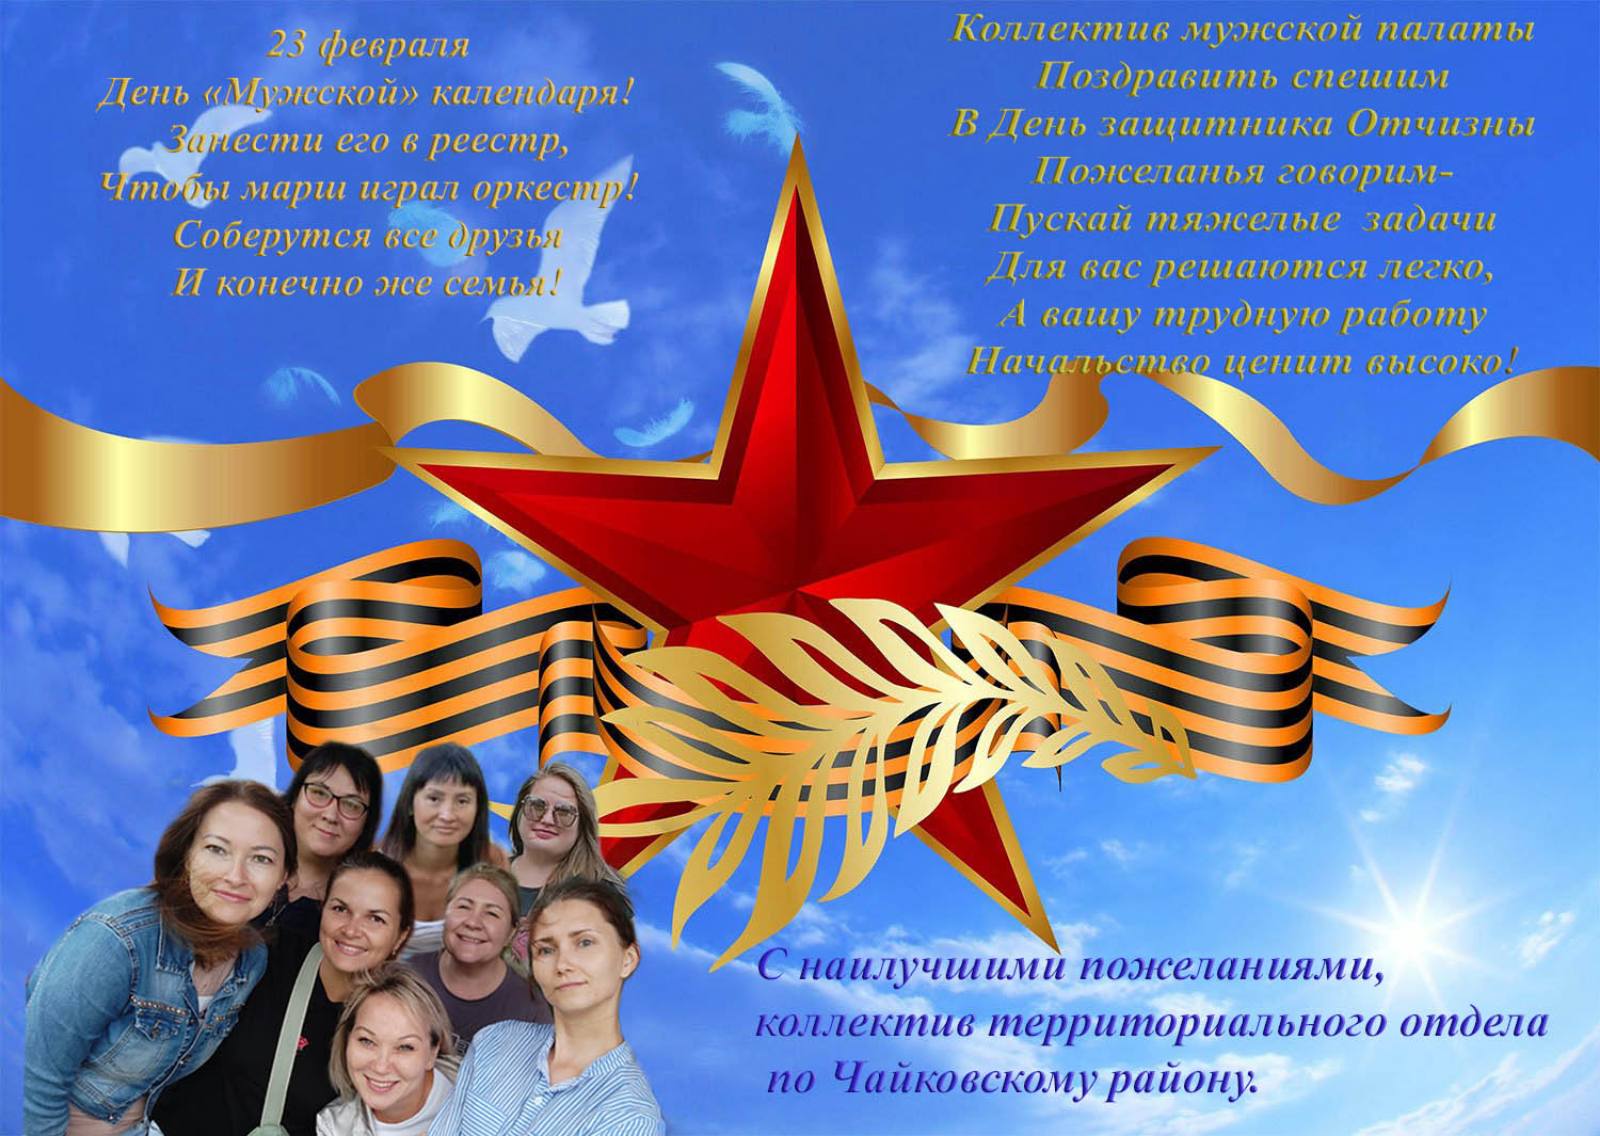 23 февраля
День «Мужской» календаря!
Занести его в реестр,
Чтобы марш играл оркестр!
Соберутся все друзья
И конечно же семья!
Коллектив мужской палаты
Поздравить спешим
В День защитника Отчизны
Пожеланья говорим-
Пускай тяжелые задачи
Для вас решаются легко,
А вашу трудную работу
Начальство ценит высоко!
С наилучшими пожеланиями,
коллектив территориального отдела
по Чайковскому району.